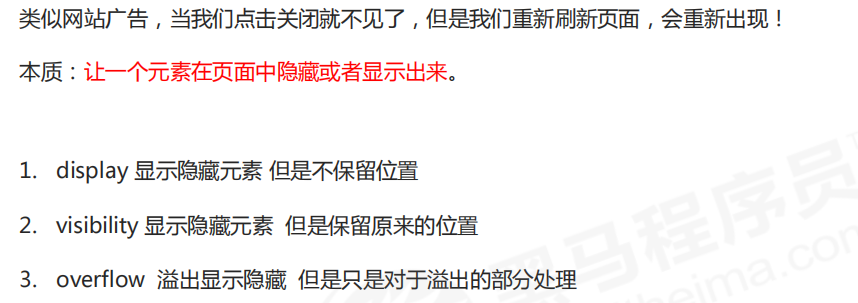 类似网站广告，当我们点击关闭就不见了，但是我们重新刷新页面，会重新出现！
本质：让一个元素在页面中隐藏或者显示出来。
1. display 显示隐藏元素 但是不保留位置
2. visibility 显示隐藏元素 但是保留原来的位置
3. overflow 溢出显示隐藏 但是只是对于溢出的部分处理
黑马程序员
heima.com